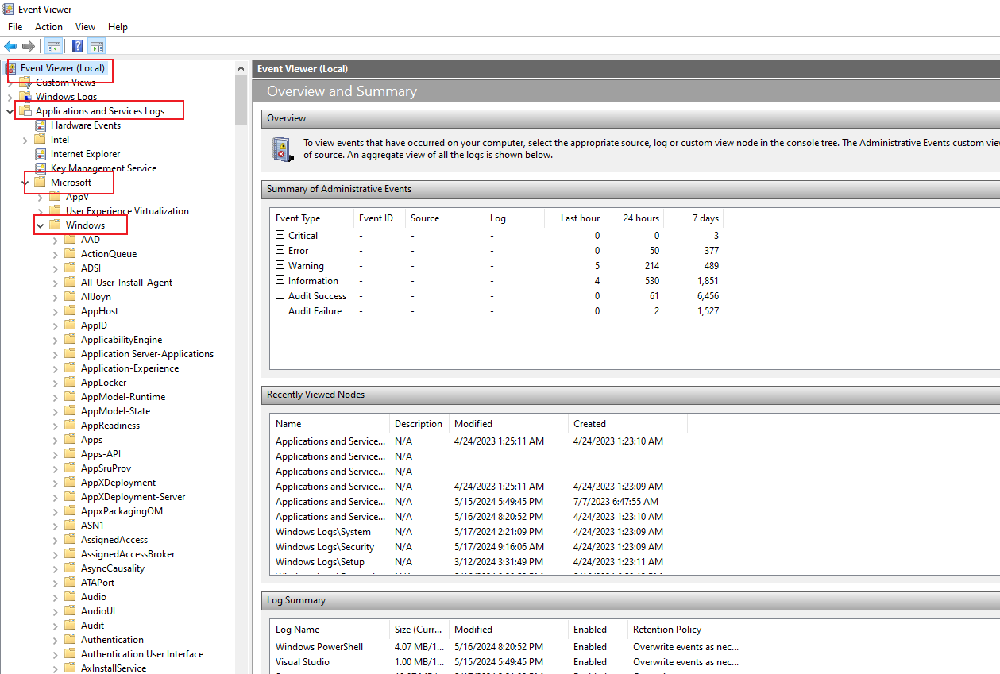 Event Viewer
File Action View Help
Event Viewer (Local)
Custom Views
Windows Logs
Applications and Services Logs
Hardware Events
Intel
Internet Explorer
Key Management Service
Microsoft
AppV
User Experience Virtualization
Windows
AAD
ActionQueue
ADSI
All-User-Install-Agent
AllJoyn
AppHost
AppID
ApplicabilityEngine
Application Server-Applications
Application-Experience
AppLocker
AppModel-Runtime
AppModel-State
AppReadiness
Apps
Apps-API
AppSruProv
AppXDeployment
AppXDeployment-Server
AppxPackagingOM
ASN1
AssignedAccess
AssignedAccessBroker
AsyncCausality
ATAPort
Audio
AudioUI
Audit
Authentication
Authentication User Interface
AxInstallService
Event Viewer (Local)
Overview and Summary
Overview
To view events that have occurred on your computer, select the appropriate source, log or custom view node in the console tree. The Administrative Events custom view
of source. An aggregate view of all the logs is shown below.
Summary of Administrative Events
Event Type Event ID Source Log Last hour 24 hours 7 days
Critical - - - 0 0 3
Error - - - 0 50 377
Warning - - - 5 214 489
Information - - - 4 530 1,851
Audit Success - - - 0 61 6,456
Audit Failure - - - 0 2 1,527
Recently Viewed Nodes
Name Description Modified Created
Applications and Service... N/A 4/24/2023 1:25:11 AM 4/24/2023 1:23:10 AM
Applications and Service... N/A
Applications and Service... N/A
Applications and Service... N/A 4/24/2023 1:25:11 AM 4/24/2023 1:23:09 AM
Applications and Service... N/A 5/15/2024 5:49:45 PM 7/7/2023 6:47:55 AM
Applications and Service... N/A 5/16/2024 8:20:52 PM 4/24/2023 1:23:10 AM
Windows Logs\System N/A 5/17/2024 2:21:09 PM 4/24/2023 1:23:09 AM
Windows Logs\Security N/A 5/17/2024 9:16:06 AM 4/24/2023 1:23:09 AM
Windows Logs\Setup N/A 3/12/2024 3:31:49 PM 4/24/2023 1:23:11 AM
Log Summary
Log Name Size (Curr... Modified Enabled Retention Policy
Windows PowerShell 4.07 MB/1... 5/16/2024 8:20:52 PM Enabled Overwrite events as nec...
Visual Studio 1.00 MB/1... 5/15/2024 5:49:45 PM Enabled Overwrite events as nec...